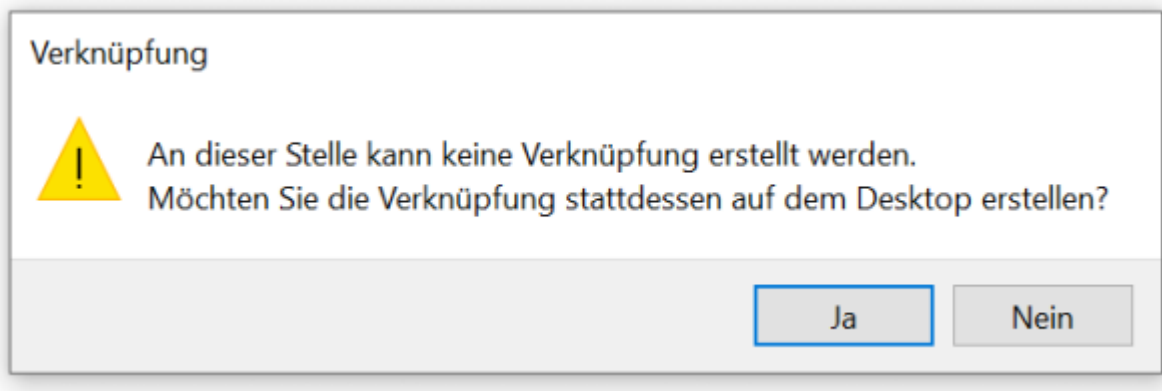 Verknüpfung
An dieser Stelle kann keine Verknüpfung erstellt werden.
Möchten Sie die Verknüpfung stattdessen auf dem Desktop erstellen?
Ja Nein